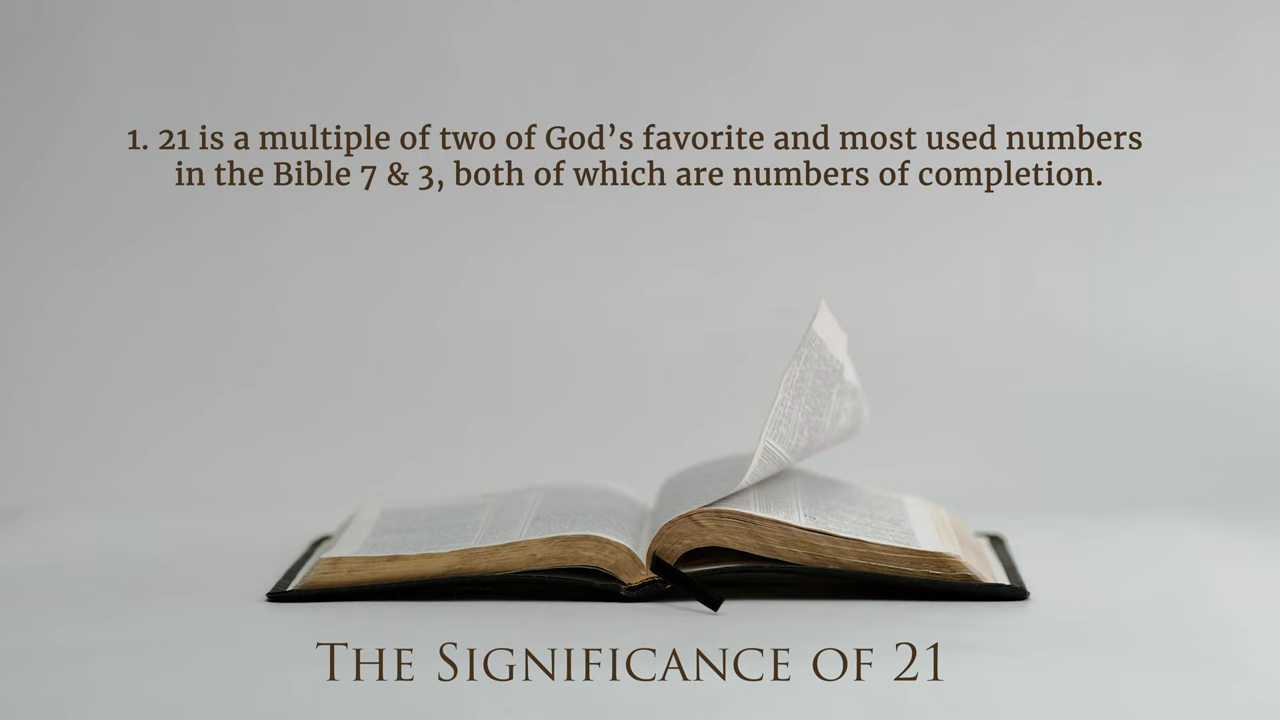 1. 21 is a multiple of two of God’s favorite and most used numbers
in the Bible 7 & 3, both of which are numbers of completion.
The Significance of 21